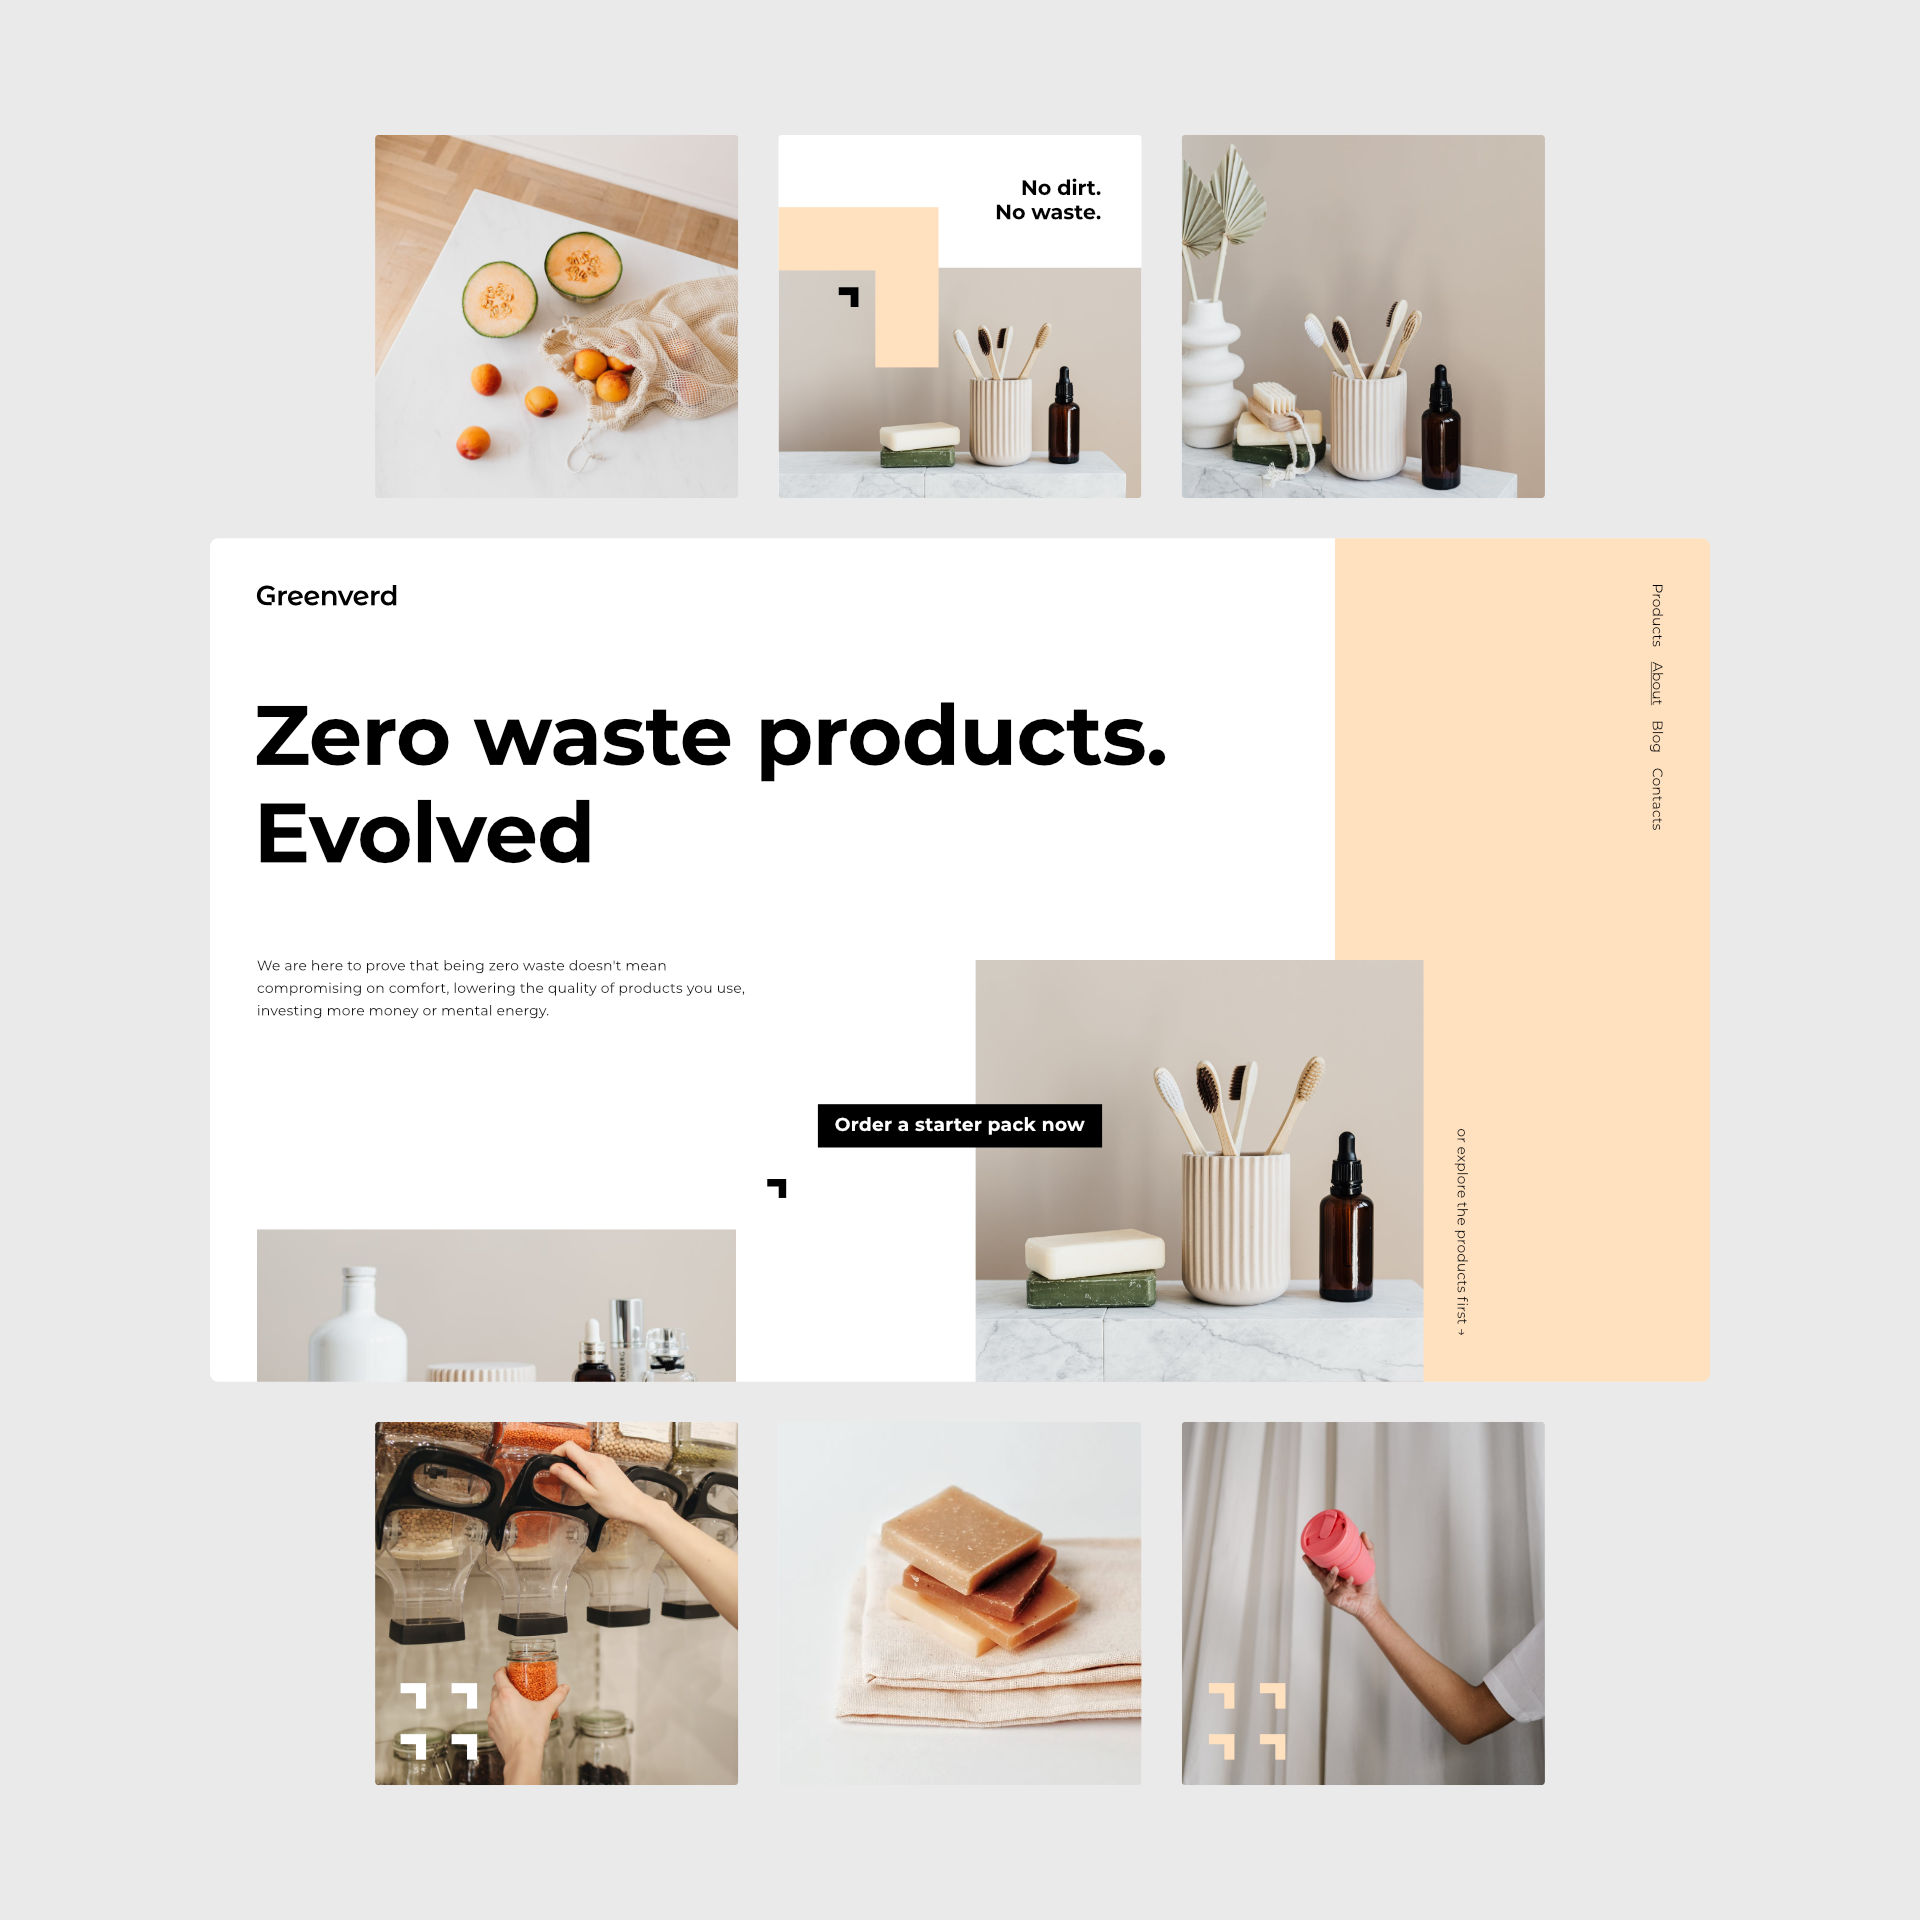 No dirt.
No waste.
Greenverd
Products About Blog Contacts
Zero waste products.
Evolved
We are here to prove that being zero waste doesn't mean
compromising on comfort, lowering the quality of products you use,
investing more money or mental energy.
Order a starter pack now
or explore the products first →